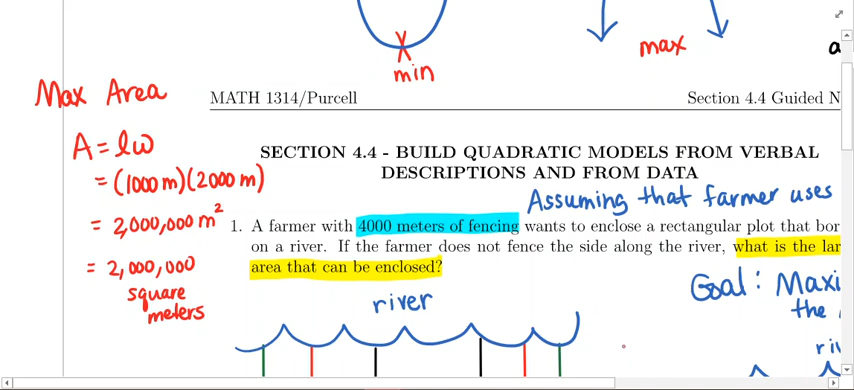 min
max
a
Max Area
MATH 1314/Purcell
Section 4.4 Guided N
A = lw
= (1000 m)(2000 m)
= 2,000,000 m²
= 2,000,000
square
meters
SECTION 4.4 - BUILD QUADRATIC MODELS FROM VERBAL
DESCRIPTIONS AND FROM DATA
Assuming that farmer uses
1. A farmer with 4000 meters of fencing wants to enclose a rectangular plot that bor
on a river. If the farmer does not fence the side along the river, what is the lar
area that can be enclosed?
Goal: Maxi
the
river
riv